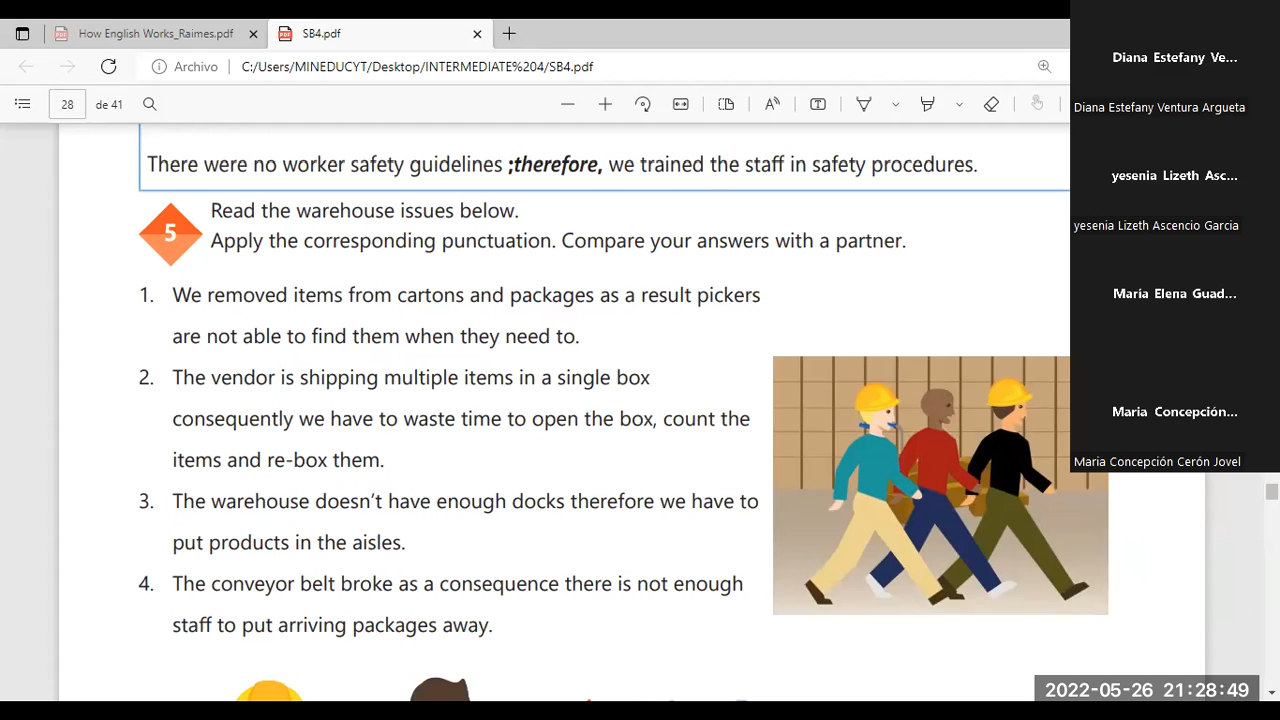 How English Works_Raimes.pdf
SB4.pdf
Archivo
C:/Users/MINEDUCYT/Desktop/INTERMEDIATE%204/SB4.pdf
28
de 41
There were no worker safety guidelines ;therefore, we trained the staff in safety procedures.
5
Read the warehouse issues below.
Apply the corresponding punctuation. Compare your answers with a partner.
1. We removed items from cartons and packages as a result pickers
are not able to find them when they need to.
2. The vendor is shipping multiple items in a single box
consequently we have to waste time to open the box, count the
items and re-box them.
3. The warehouse doesn't have enough docks therefore we have to
put products in the aisles.
4. The conveyor belt broke as a consequence there is not enough
staff to put arriving packages away.
Diana Estefany Ve...
Diana Estefany Ventura Argueta
yesenia Lizeth Asc...
yesenia Lizeth Ascencio Garcia
María Elena Guad...
Maria Concepción...
Maria Concepción Cerón Jovel
2022-05-26 21:28:49